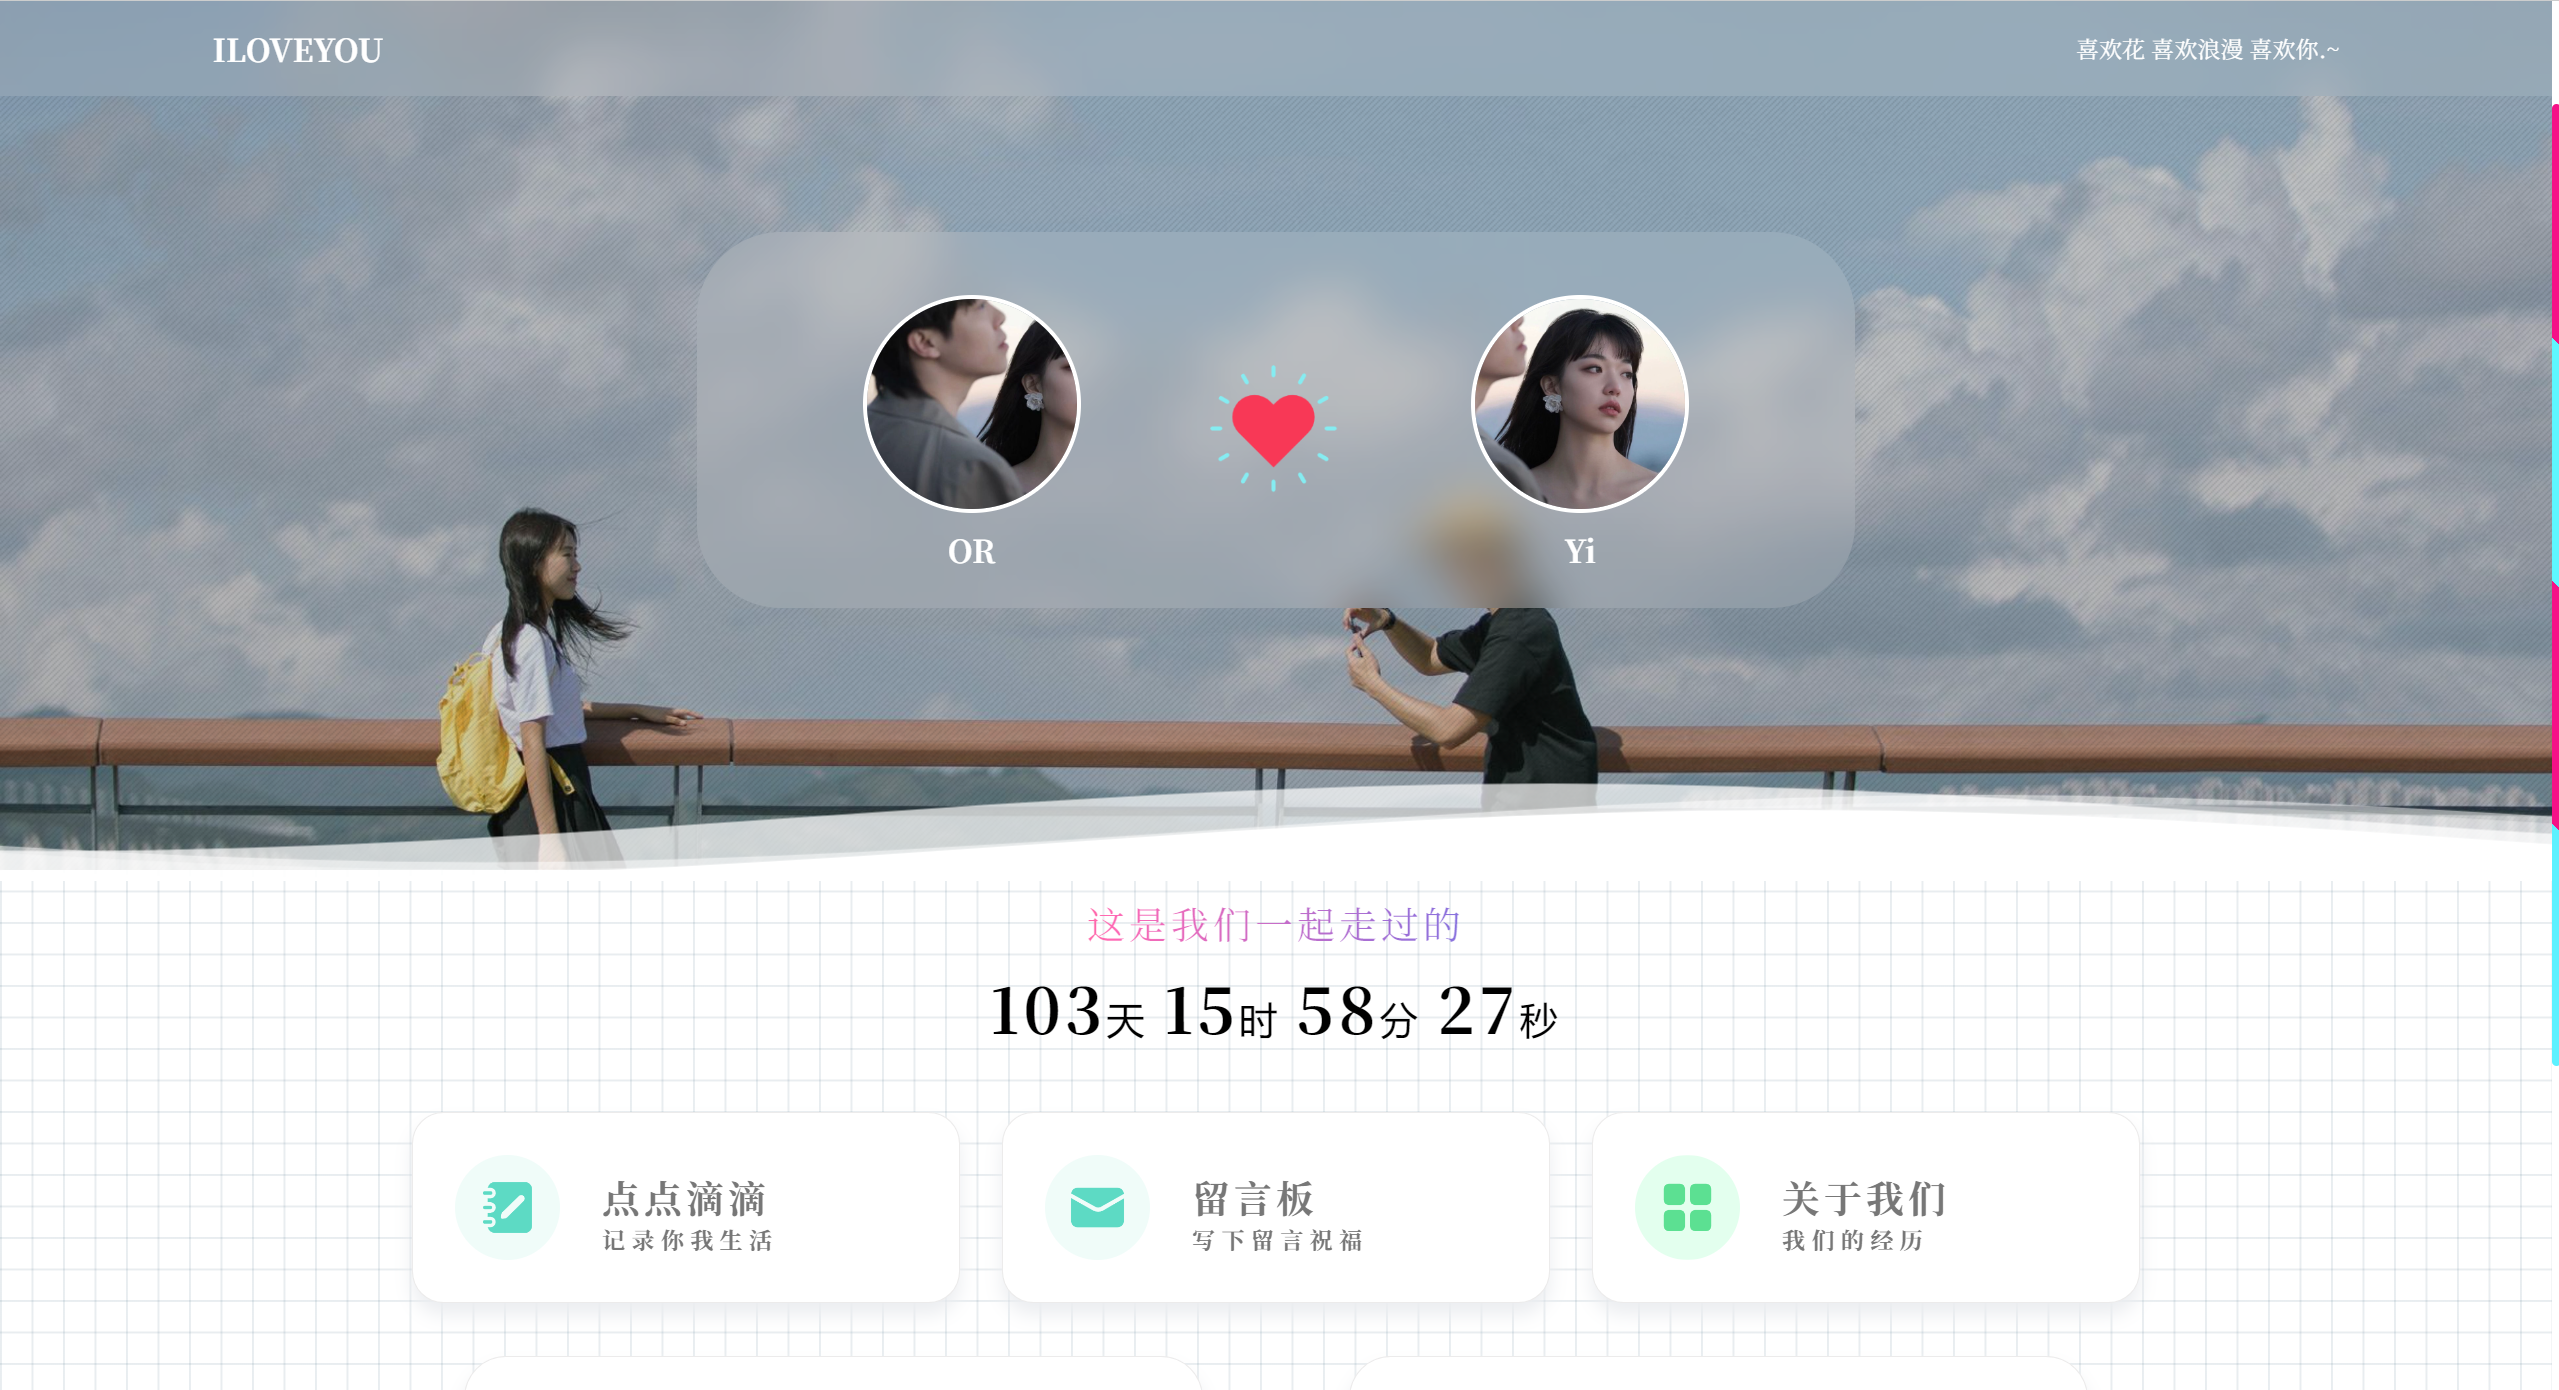 ILOVEYOU
喜欢花 喜欢浪漫 喜欢你.~
OR
Yi
这是我们一起走过的
103天 15时 58分 27秒
点点滴滴
记录你我生活
留言板
写下留言祝福
关于我们
我们的经历